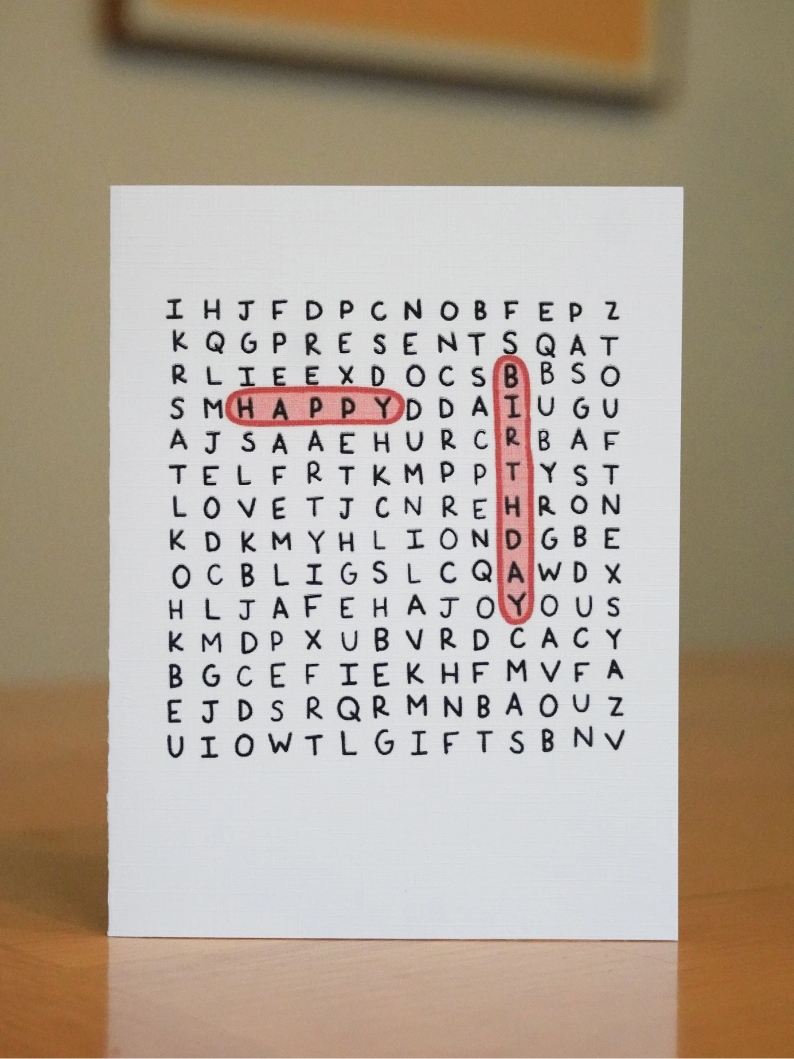 I H J F D P C N O B F E P Z
K Q G P R E S E N T S Q A T
R L I E E X D O C S B B S O
S M H A P P Y D D A I U G U
A J S A A E H U R C R B A F
T E L F R T K M P P T Y S T
L O V E T J C N R E H R O N
K D K M Y H L I O N D G B E
O C B L I G S L C Q A W D X
H L J A F E H A J O Y O U S
K M D P X U B V R D C A C Y
B G C E F I E K H F M V F A
E J D S R Q R M N B A O U Z
U I O W T L G I F T S B N V